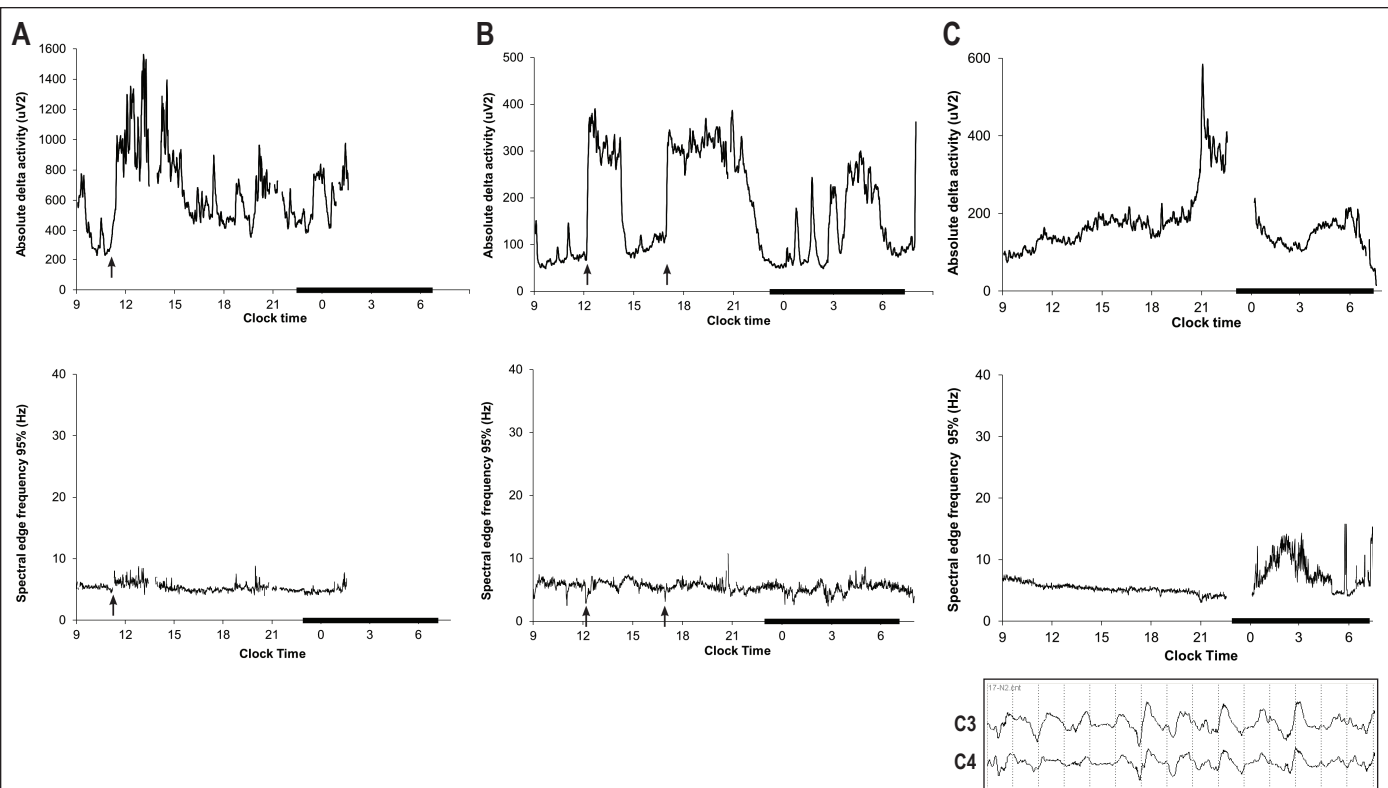 A
Absolute delta activity (uV2)
1600
1400
1200
1000
800
600
400
200
0
9 12 15 18 21 0 3 6
Clock time
B
Absolute delta activity (uV2)
500
400
300
200
100
0
9 12 15 18 21 0 3 6
Clock time
C
Absolute delta activity (uV2)
600
400
200
0
9 12 15 18 21 0 3 6
Clock time
Spectral edge frequency 95% (Hz)
40
30
20
10
0
9 12 15 18 21 0 3 6
Clock Time
Spectral edge frequency 95% (Hz)
40
30
20
10
0
9 12 15 18 21 0 3 6
Clock Time
Spectral edge frequency 95% (Hz)
40
30
20
10
0
9 12 15 18 21 0 3 6
Clock Time
17-N2.cnt
C3
C4